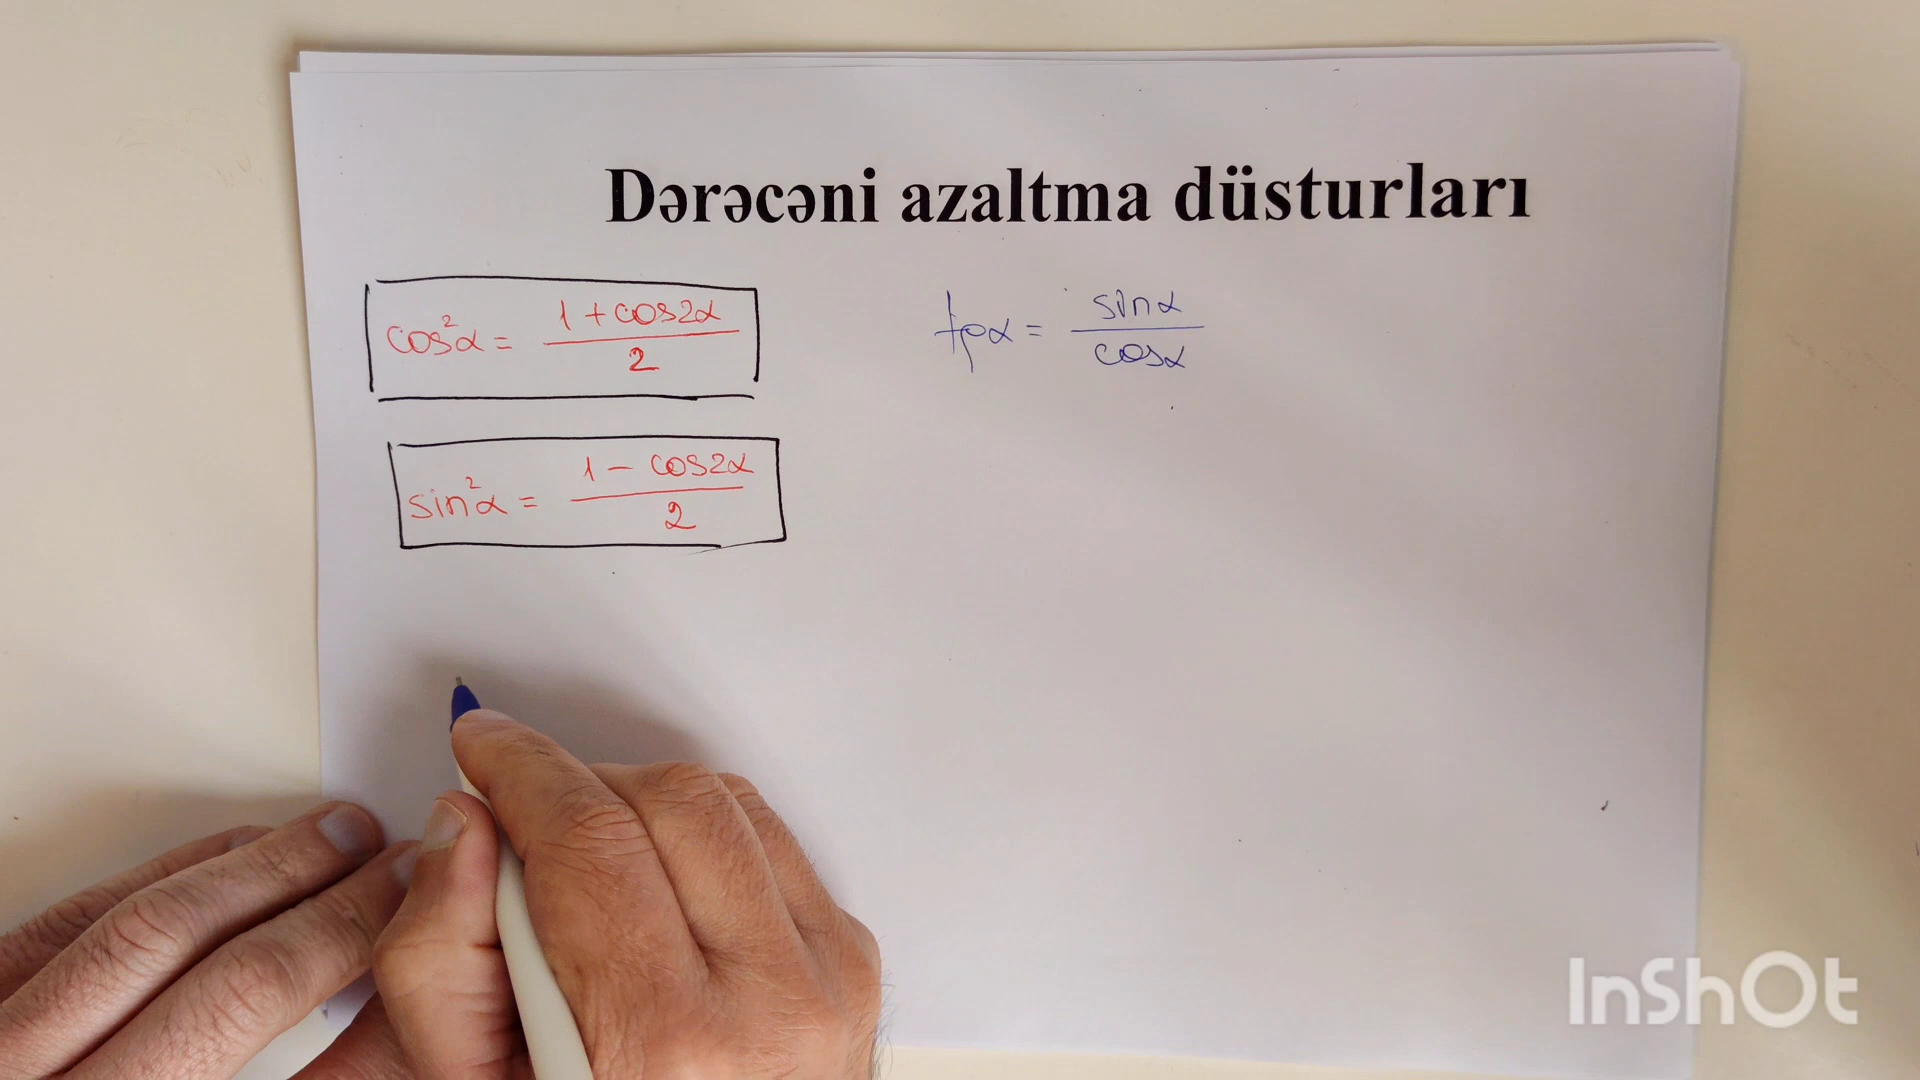 Dərəcəni azaltma düsturları
cos²α = (1 + cos2α)/2
sin²α = (1 - cos2α)/2
tgα = sinα/cosα
InShOt